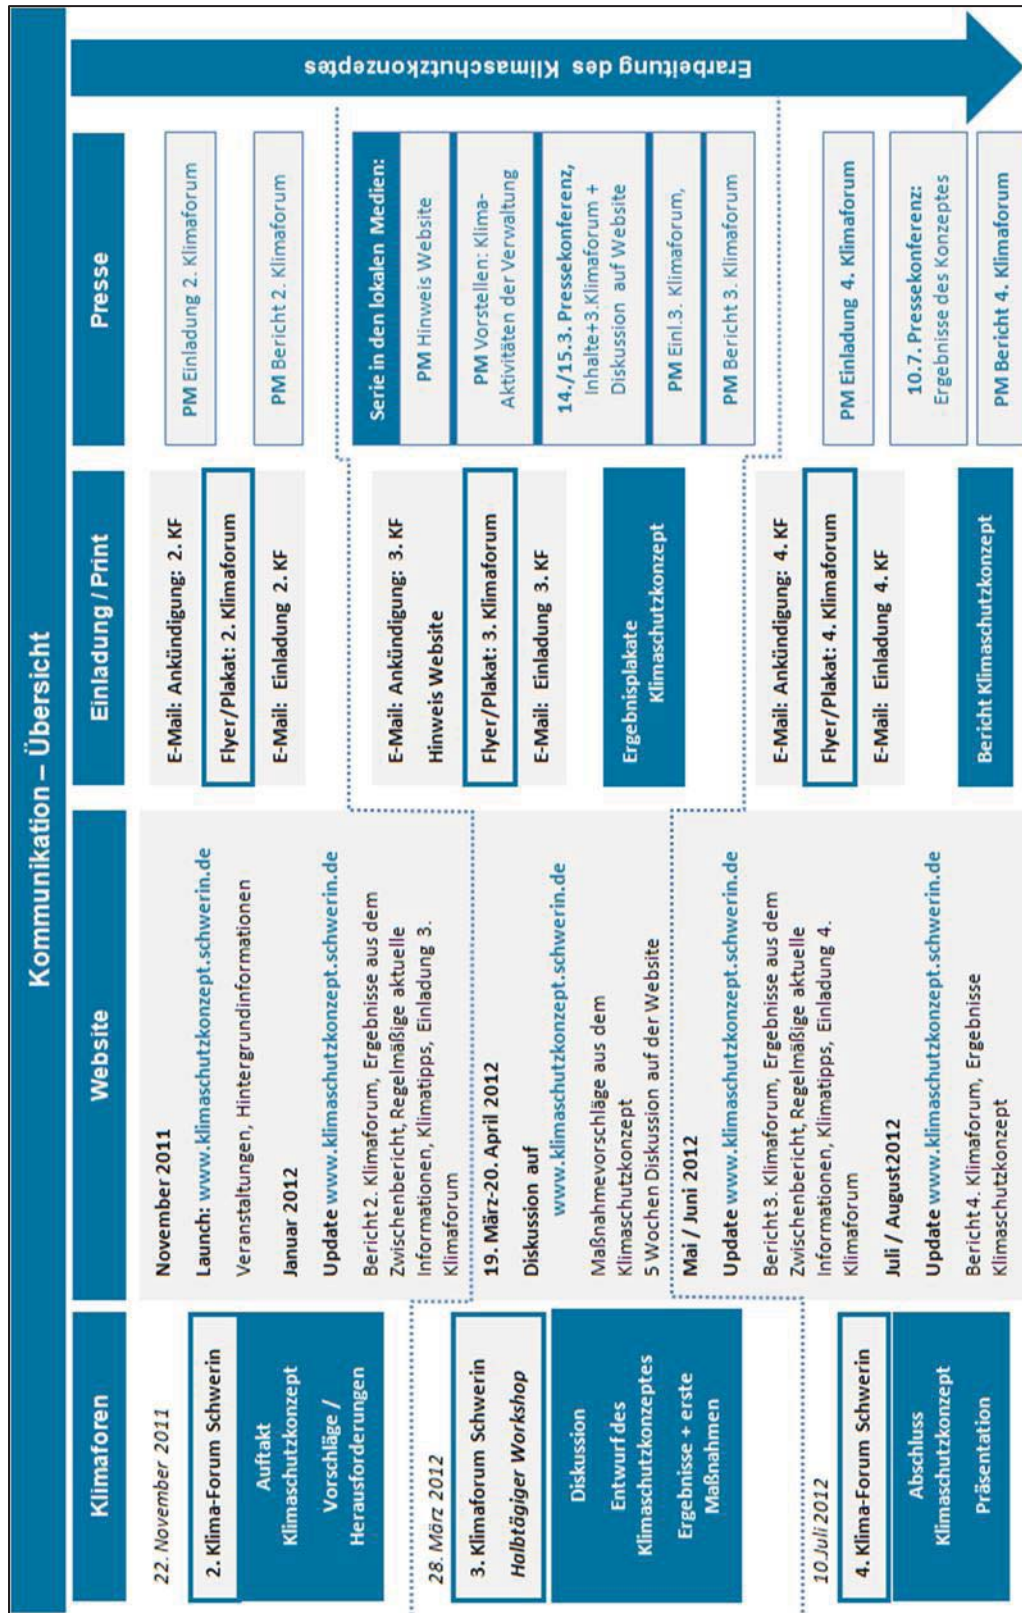 Kommunikation – Übersicht
Klimaforen
22. November 2011
2. Klima-Forum Schwerin
Auftakt
Klimaschutzkonzept
Vorschläge /
Herausforderungen
28. März 2012
3. Klimaforum Schwerin
Halbtägiger Workshop
Diskussion
Entwurf des
Klimaschutzkonzeptes
Ergebnisse + erste
Maßnahmen
10 Juli 2012
4. Klima-Forum Schwerin
Abschluss
Klimaschutzkonzept
Präsentation
Website
November 2011
Launch: www.klimaschutzkonzept.schwerin.de
Veranstaltungen, Hintergrundinformationen
Januar 2012
Update www.klimaschutzkonzept.schwerin.de
Bericht 2. Klimaforum, Ergebnisse aus dem
Zwischenbericht, Regelmäßige aktuelle
Informationen, Klimatipps, Einladung 3.
Klimaforum
19. März-20. April 2012
Diskussion auf
www.klimaschutzkonzept.schwerin.de
Maßnahmevorschläge aus dem
Klimaschutzkonzept
5 Wochen Diskussion auf der Website
Mai / Juni 2012
Update www.klimaschutzkonzept.schwerin.de
Bericht 3. Klimaforum, Ergebnisse aus dem
Zwischenbericht, Regelmäßige aktuelle
Informationen, Klimatipps, Einladung 4.
Klimaforum
Juli / August2012
Update www.klimaschutzkonzept.schwerin.de
Bericht 4. Klimaforum, Ergebnisse
Klimaschutzkonzept
Einladung / Print
E-Mail: Ankündigung: 2. KF
Flyer/Plakat: 2. Klimaforum
E-Mail: Einladung 2. KF
E-Mail: Ankündigung: 3. KF
Hinweis Website
Flyer/Plakat: 3. Klimaforum
E-Mail: Einladung 3. KF
Ergebnisplakate
Klimaschutzkonzept
E-Mail: Ankündigung: 4. KF
Flyer/Plakat: 4. Klimaforum
E-Mail: Einladung 4. KF
Bericht Klimaschutzkonzept
Presse
PM Einladung 2. Klimaforum
PM Bericht 2. Klimaforum
Serie in den lokalen Medien:
PM Hinweis Website
PM Vorstellen: Klima-
Aktivitäten der Verwaltung
14./15.3. Pressekonferenz,
Inhalte+3.Klimaforum +
Diskussion auf Website
PM Einl.3. Klimaforum,
PM Bericht 3. Klimaforum
PM Einladung 4. Klimaforum
10.7. Pressekonferenz:
Ergebnisse des Konzeptes
PM Bericht 4. Klimaforum
Erarbeitung des Klimaschutzkonzeptes